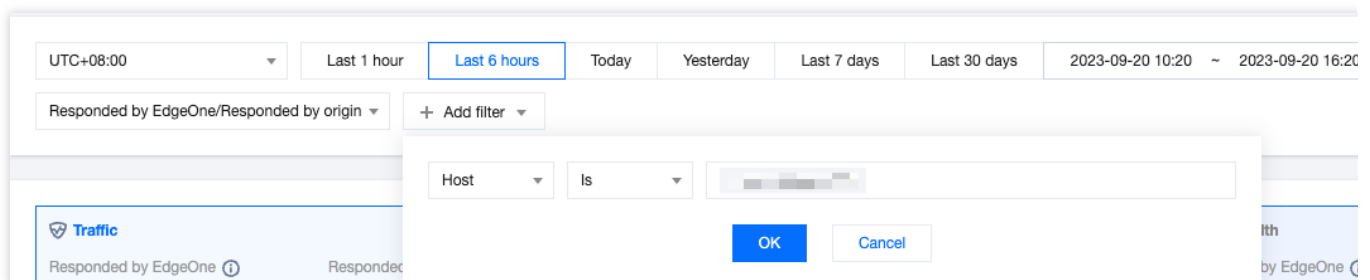 UTC+08:00 Last 1 hour Last 6 hours Today Yesterday Last 7 days Last 30 days 2023-09-20 10:20 ~ 2023-09-20 16:20
Responded by EdgeOne/Responded by origin + Add filter
Host Is
Traffic lth
OK Cancel
Responded by EdgeOne Responded by EdgeOne